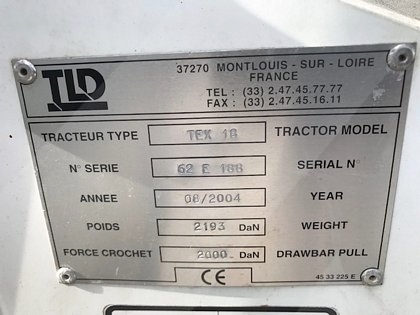 TLD
37270 MONTLOUIS - SUR - LOIRE
FRANCE
TEL : (33) 2.47.45.77.77
FAX : (33) 2.47.45.16.11
TRACTEUR TYPE TEX 18 TRACTOR MODEL
N° SERIE 62 E 188 SERIAL N°
ANNEE 08/2004 YEAR
POIDS 2193 DaN WEIGHT
FORCE CROCHET 2000 DaN DRAWBAR PULL
CE 45 33 225 E